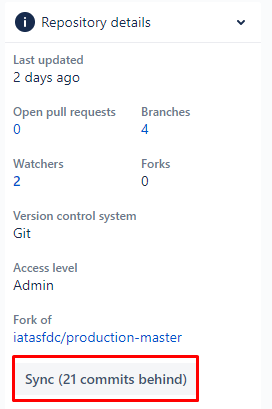 Repository details
Last updated
2 days ago
Open pull requests Branches
0 4
Watchers Forks
2 0
Version control system
Git
Access level
Admin
Fork of
iatasfdc/production-master
Sync (21 commits behind)